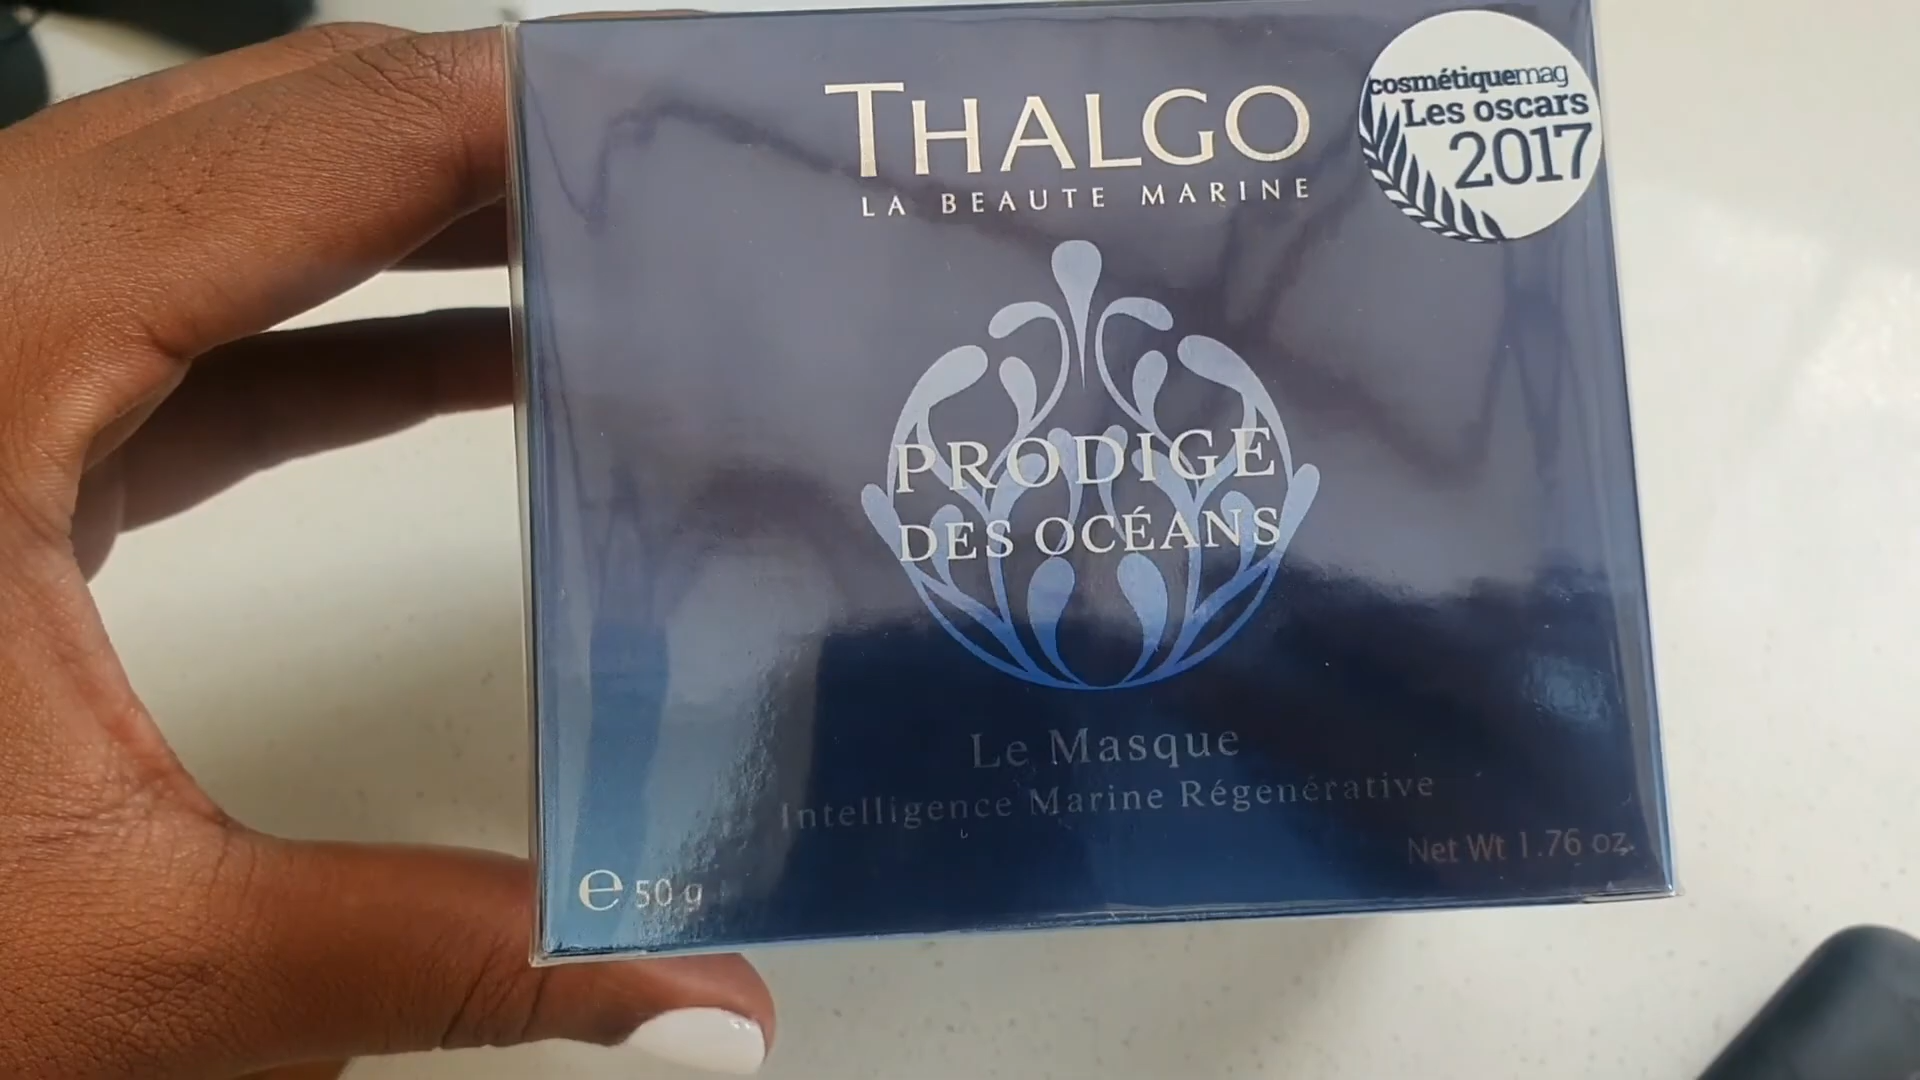 THALGO
LA BEAUTE MARINE
cosmétiquemag
Les oscars
2017
PRODIGE
DES OCÉANS
Le Masque
Intelligence Marine Régénérative
Net Wt 1.76 oz.
℮ 50 g